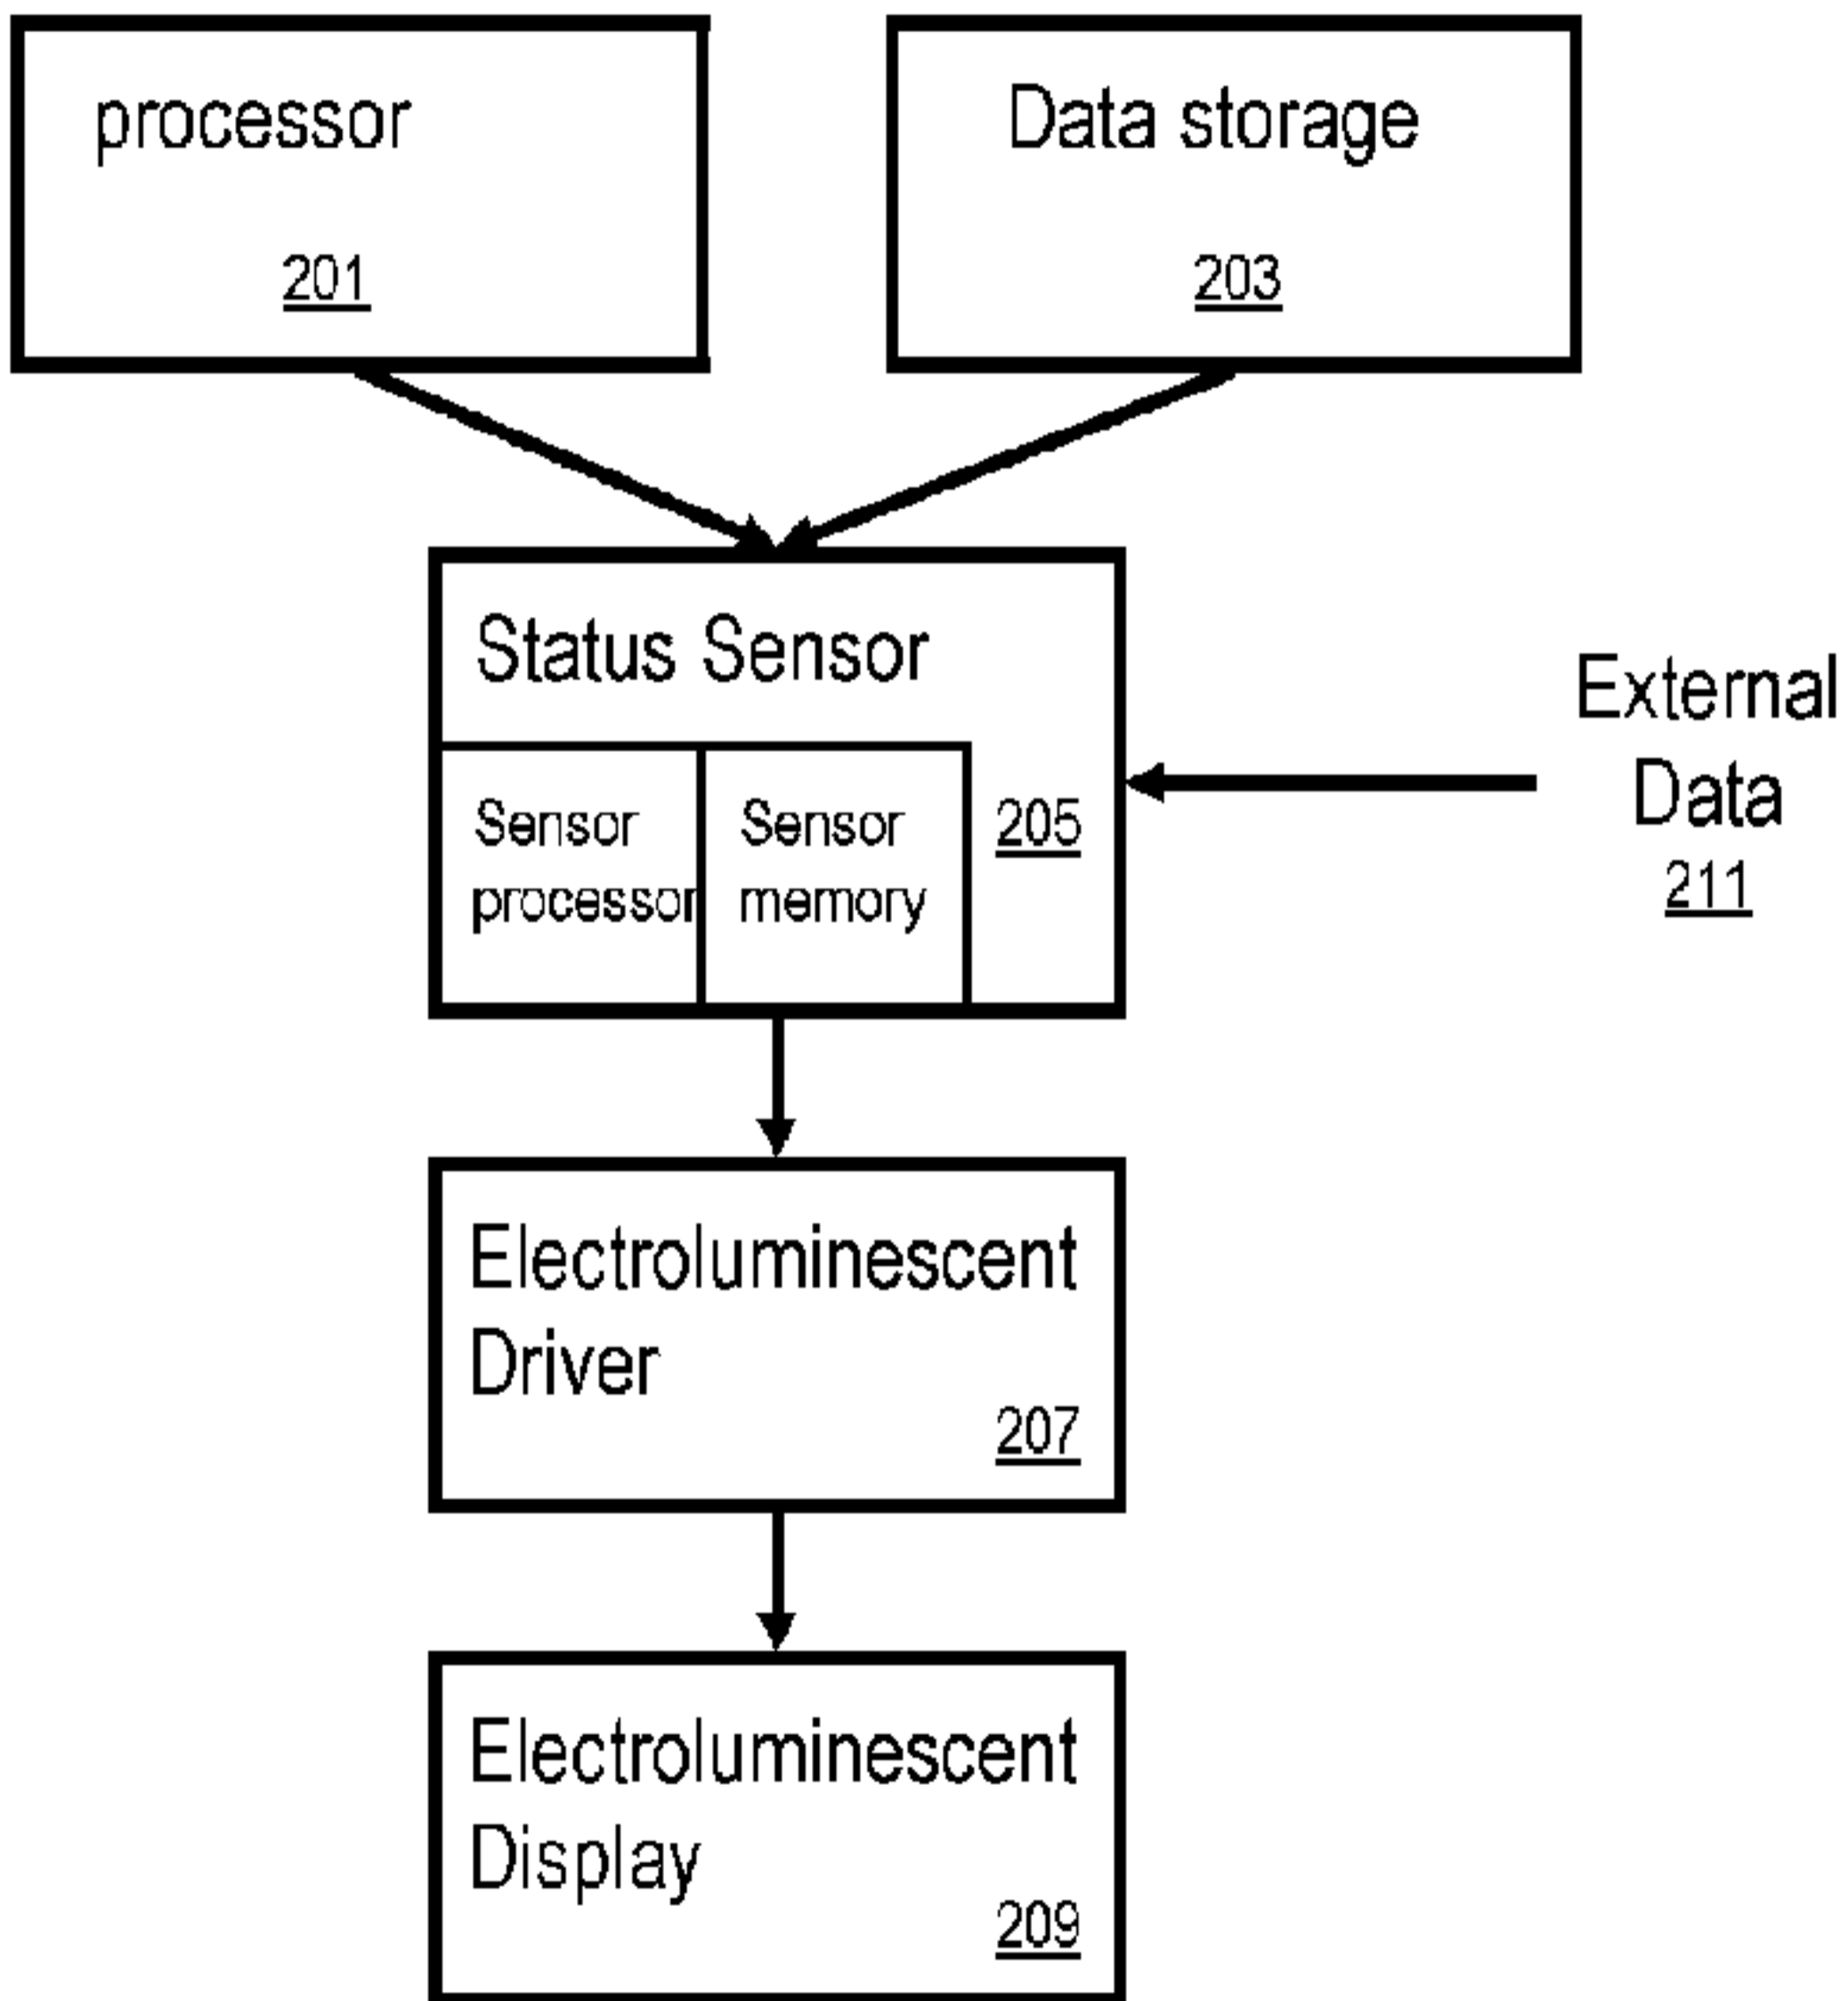 processor
201
Data storage
203
Status Sensor
Sensor
processor
Sensor
memory
205
External
Data
211
Electroluminescent
Driver
207
Electroluminescent
Display
209